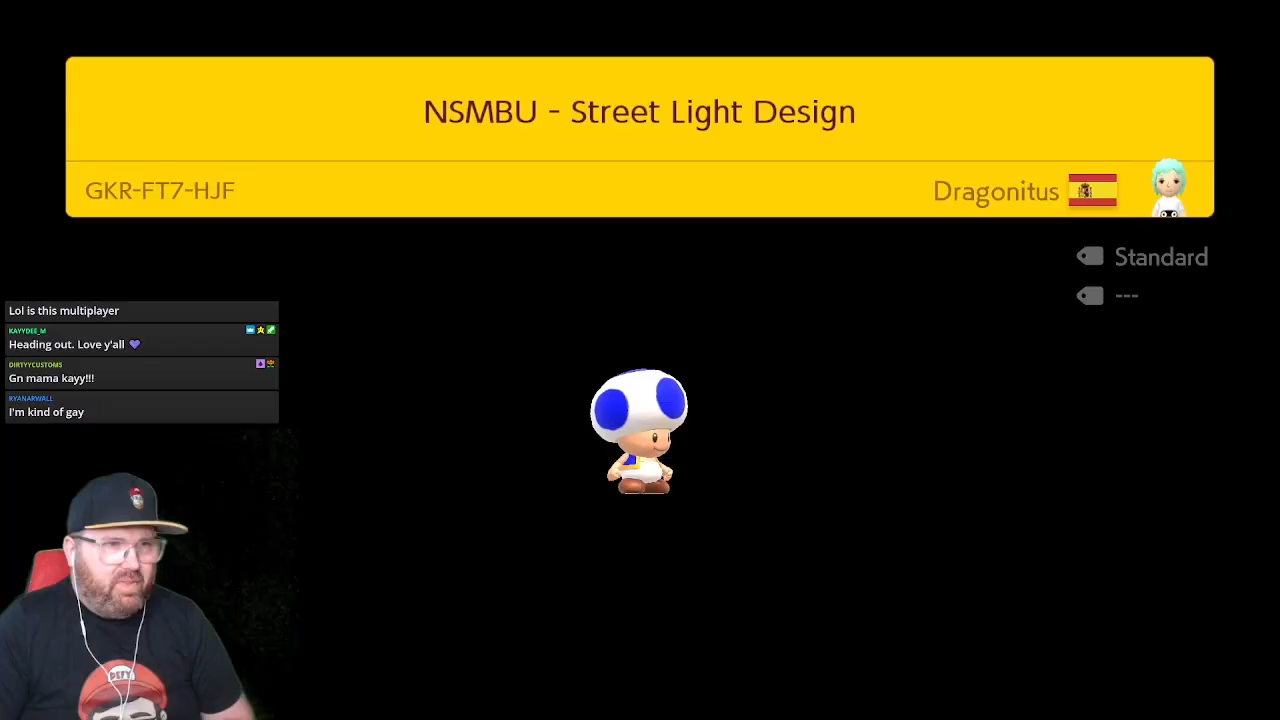 NSMBU - Street Light Design
GKR-FT7-HJF
Dragonitus
Standard
---
Lol is this multiplayer
KAYYDEE_M
Heading out. Love y'all 💜
DIRTYYCUSTOMS
Gn mama kayy!!!
RYANARWALL
I'm kind of gay
DEFY